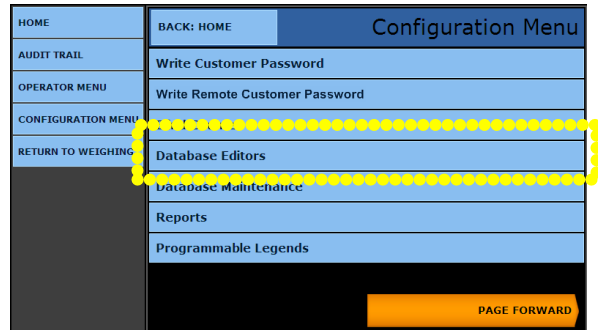 HOME
AUDIT TRAIL
OPERATOR MENU
CONFIGURATION MENU
RETURN TO WEIGHING
BACK: HOME
Configuration Menu
Write Customer Password
Write Remote Customer Password
Database Editors
Database Maintenance
Reports
Programmable Legends
PAGE FORWARD